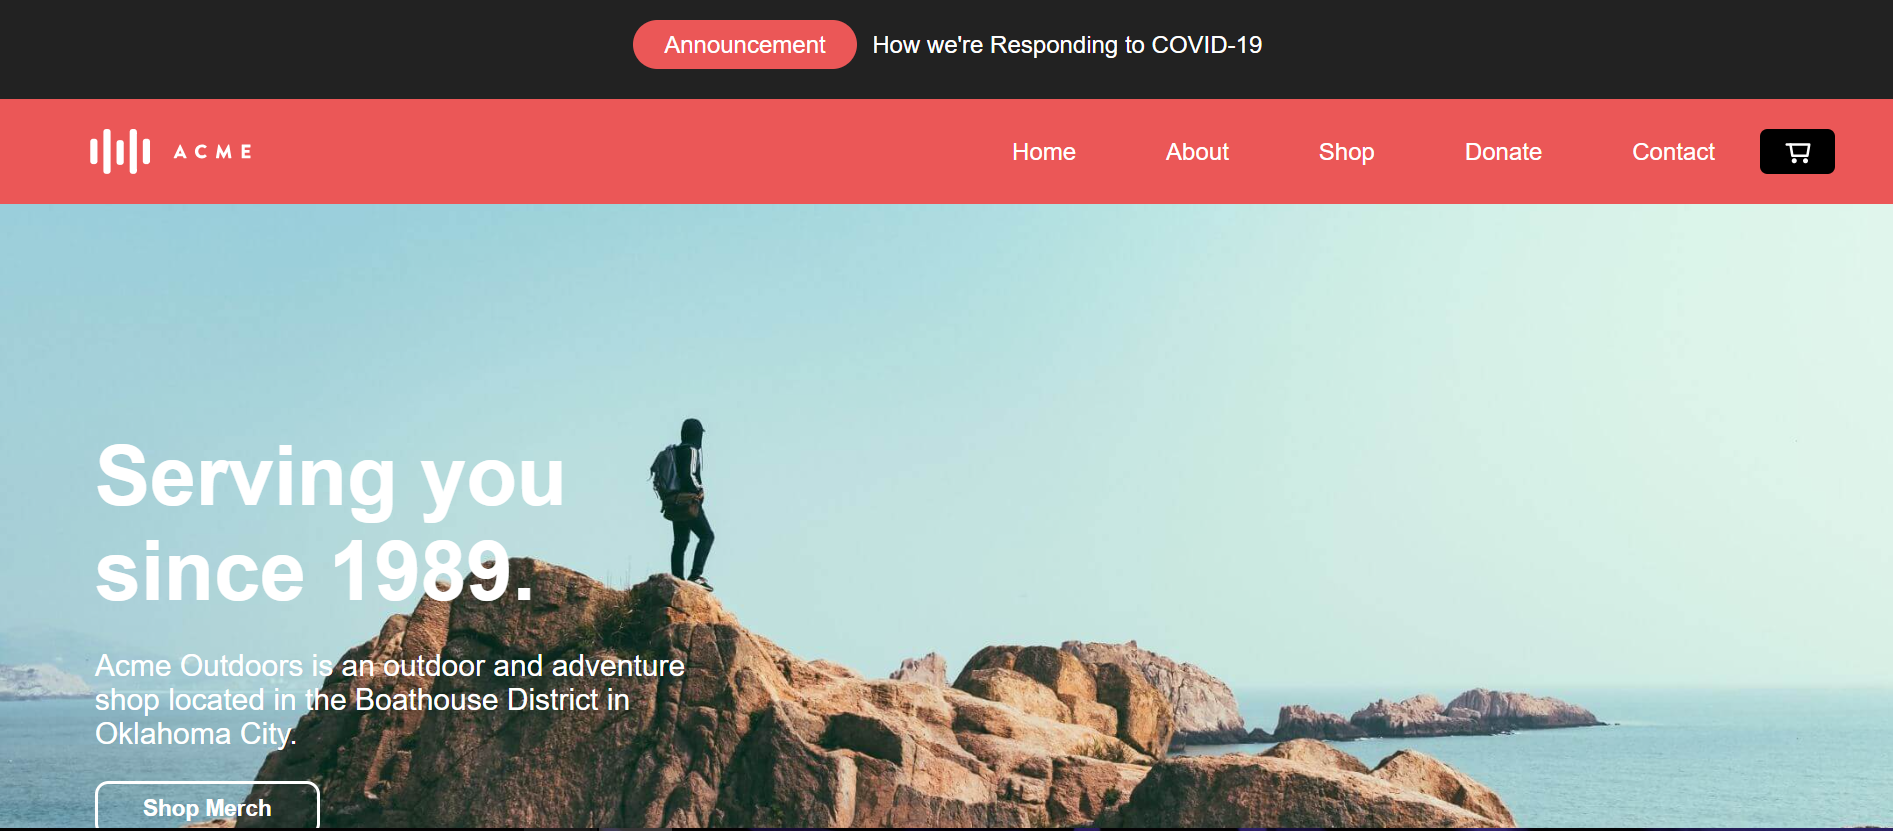 Announcement How we're Responding to COVID-19
ACME Home About Shop Donate Contact
Serving you
since 1989.
Acme Outdoors is an outdoor and adventure
shop located in the Boathouse District in
Oklahoma City.
Shop Merch